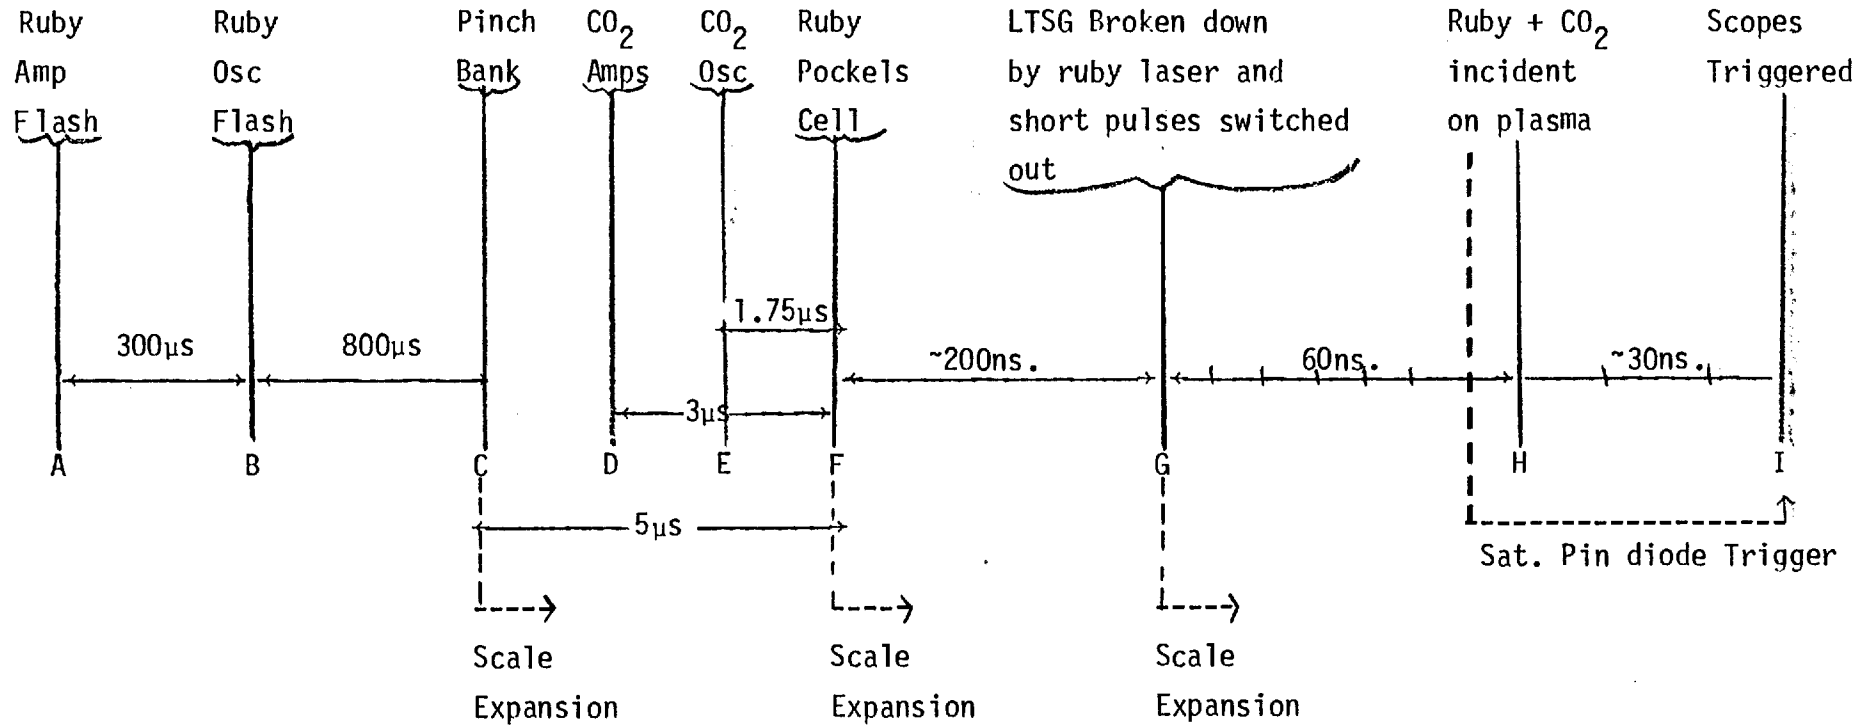 Ruby
Amp
Flash
Ruby
Osc
Flash
Pinch
Bank
CO2
Amps
CO2
Osc
Ruby
Pockels
Cell
LTSG Broken down
by ruby laser and
short pulses switched
out
Ruby + CO2
incident
on plasma
Scopes
Triggered
300μs
800μs
1.75μs
3μs
~200ns.
60ns.
~30ns.
A
B
C
D
E
F
G
H
I
5μs
Sat. Pin diode Trigger
Scale
Expansion
Scale
Expansion
Scale
Expansion